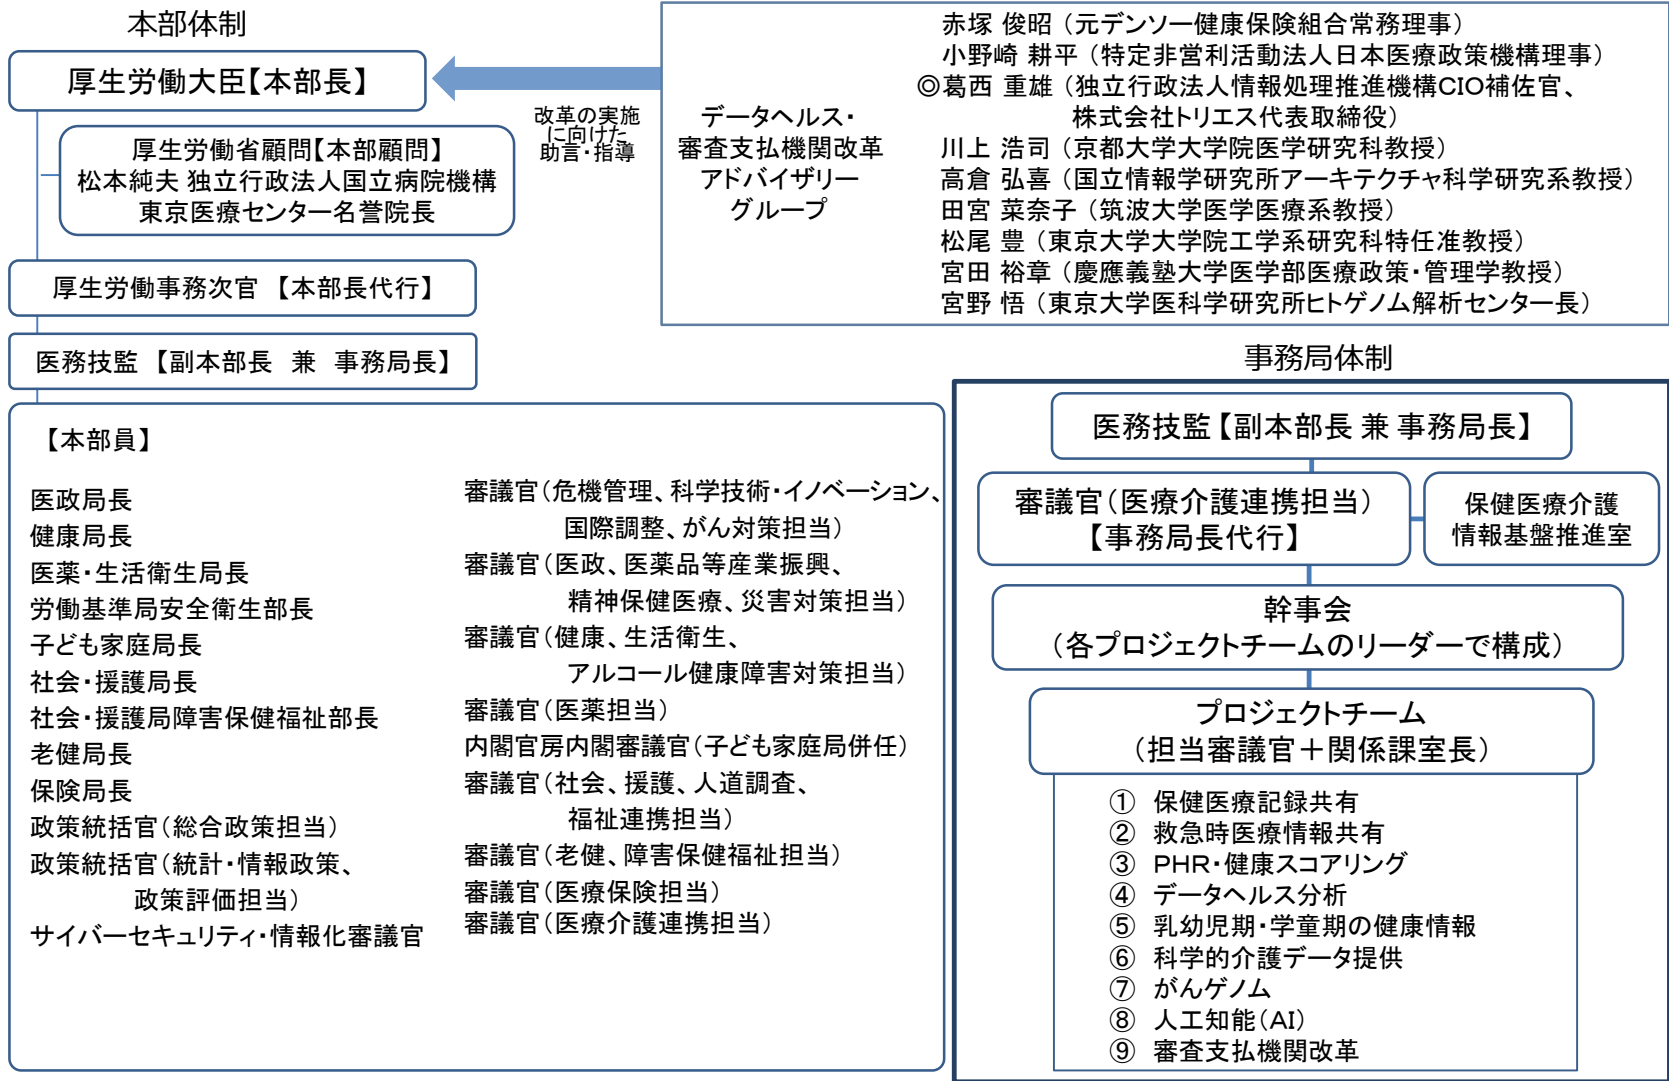 本部体制
厚生労働大臣【本部長】
厚生労働省顧問【本部顧問】
松本純夫 独立行政法人国立病院機構
東京医療センター名誉院長
厚生労働事務次官 【本部長代行】
医務技監 【副本部長 兼 事務局長】
改革の実施
に向けた
助言・指導
データヘルス・
審査支払機関改革
アドバイザリー
グループ
赤塚 俊昭（元デンソー健康保険組合常務理事）
小野崎 耕平（特定非営利活動法人日本医療政策機構理事）
◎葛西 重雄（独立行政法人情報処理推進機構CIO補佐官、
株式会社トリエス代表取締役）
川上 浩司（京都大学大学院医学研究科教授）
高倉 弘喜（国立情報学研究所アーキテクチャ科学研究系教授）
田宮 菜奈子（筑波大学医学医療系教授）
松尾 豊（東京大学大学院工学系研究科特任准教授）
宮田 裕章（慶應義塾大学医学部医療政策・管理学教授）
宮野 悟（東京大学医科学研究所ヒトゲノム解析センター長）
【本部員】
医政局長
健康局長
医薬・生活衛生局長
労働基準局安全衛生部長
子ども家庭局長
社会・援護局長
社会・援護局障害保健福祉部長
老健局長
保険局長
政策統括官（総合政策担当）
政策統括官（統計・情報政策、
政策評価担当）
サイバーセキュリティ・情報化審議官
審議官（危機管理、科学技術・イノベーション、
国際調整、がん対策担当）
審議官（医政、医薬品等産業振興、
精神保健医療、災害対策担当）
審議官（健康、生活衛生、
アルコール健康障害対策担当）
審議官（医薬担当）
内閣官房内閣審議官（子ども家庭局併任）
審議官（社会、援護、人道調査、
福祉連携担当）
審議官（老健、障害保健福祉担当）
審議官（医療保険担当）
審議官（医療介護連携担当）
事務局体制
医務技監【副本部長 兼 事務局長】
審議官（医療介護連携担当）
【事務局長代行】
保健医療介護
情報基盤推進室
幹事会
（各プロジェクトチームのリーダーで構成）
プロジェクトチーム
（担当審議官＋関係課室長）
① 保健医療記録共有
② 救急時医療情報共有
③ PHR・健康スコアリング
④ データヘルス分析
⑤ 乳幼児期・学童期の健康情報
⑥ 科学的介護データ提供
⑦ がんゲノム
⑧ 人工知能（AI）
⑨ 審査支払機関改革